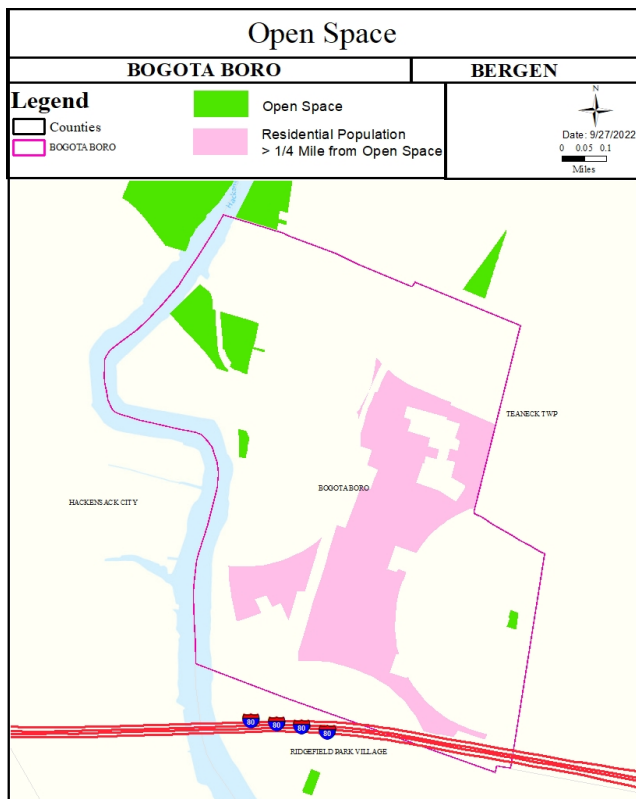 Open Space
BOGOTA BORO
BERGEN
Legend
Counties
BOGOTA BORO
Open Space
Residential Population
> 1/4 Mile from Open Space
N
Date: 9/27/2022
0 0.05 0.1
Miles
TEANECK TWP
BOGOTA BORO
HACKENSACK CITY
80
80
80
80
RIDGEFIELD PARK VILLAGE